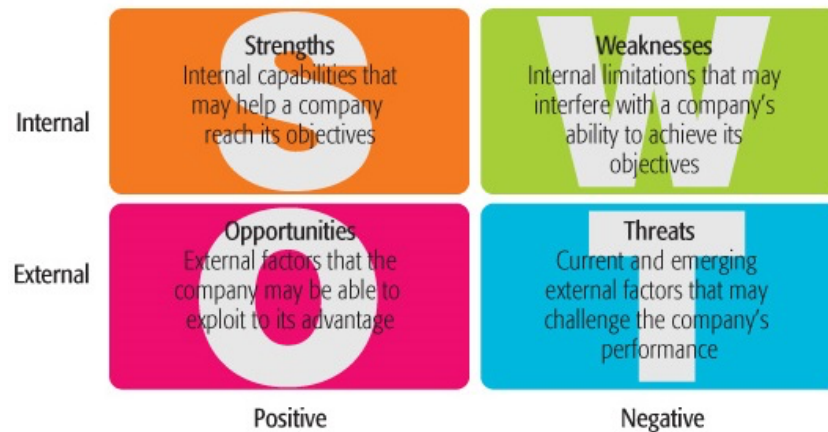 S
Strengths
Internal capabilities that
may help a company
reach its objectives
W
Weaknesses
Internal limitations that may
interfere with a company's
ability to achieve its
objectives
Internal
O
Opportunities
External factors that the
company may be able to
exploit to its advantage
T
Threats
Current and emerging
external factors that may
challenge the company's
performance
External
Positive
Negative